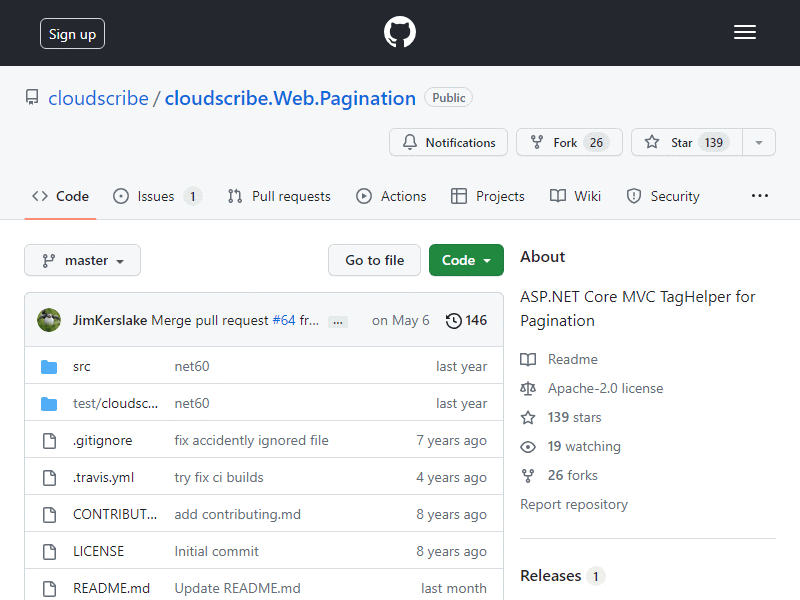 Sign up
cloudscribe / cloudscribe.Web.Pagination Public
Notifications Fork 26 Star 139
Code Issues 1 Pull requests Actions Projects Wiki Security
master Go to file Code
JimKerslake Merge pull request #64 fr... ... on May 6 146
src net60 last year
test/cloudsc... net60 last year
.gitignore fix accidently ignored file 7 years ago
.travis.yml try fix ci builds 4 years ago
CONTRIBUT... add contributing.md 8 years ago
LICENSE Initial commit 8 years ago
README.md Update README.md last month
About
ASP.NET Core MVC TagHelper for
Pagination
Readme
Apache-2.0 license
139 stars
19 watching
26 forks
Report repository
Releases 1